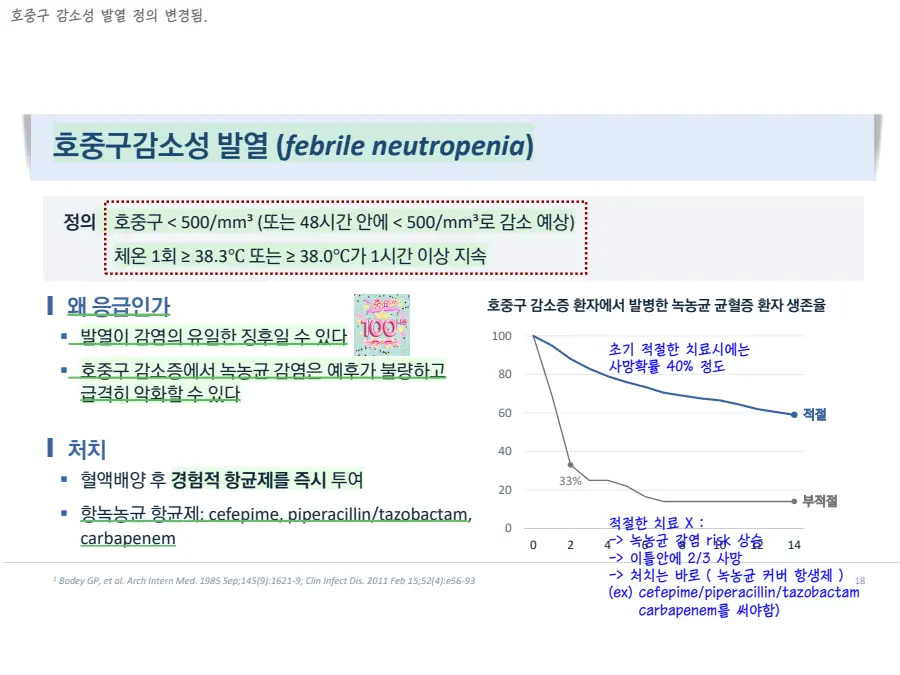 호중구 감소성 발열 정의 변경됨.
호중구감소성 발열 (febrile neutropenia)
정의 호중구 < 500/mm³ (또는 48시간 안에 < 500/mm³로 감소 예상)
체온 1회 ≥ 38.3℃ 또는 ≥ 38.0℃가 1시간 이상 지속
왜 응급인가
▪ 발열이 감염의 유일한 징후일 수 있다
▪ 호중구 감소증에서 녹농균 감염은 예후가 불량하고
급격히 악화할 수 있다
중요!!
100%
처치
▪ 혈액배양 후 경험적 항균제를 즉시 투여
▪ 항녹농균 항균제: cefepime, piperacillin/tazobactam,
carbapenem
호중구 감소증 환자에서 발병한 녹농균 균혈증 환자 생존율
100
80
60
40
20
0
0 2 4 6 8 10 12 14
초기 적절한 치료시에는
사망확률 40% 정도
적절
33%
부적절
적절한 치료 X :
-> 녹농균 감염 risk 상승
-> 이틀안에 2/3 사망
-> 처치는 바로 ( 녹농균 커버 항생제 )
(ex) cefepime/piperacillin/tazobactam
carbapenem를 써야함)
¹ Bodey GP, et al. Arch Intern Med. 1985 Sep;145(9):1621-9; Clin Infect Dis. 2011 Feb 15;52(4):e56-93
18